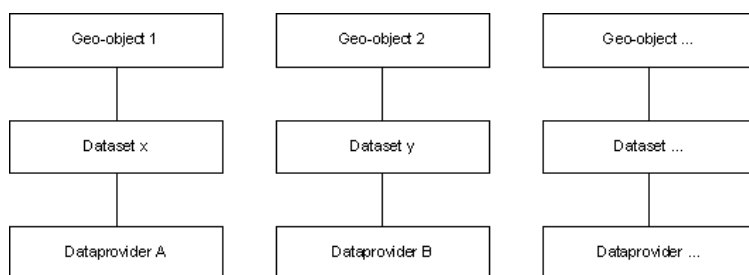 Geo-object 1
Geo-object 2
Geo-object ...
Dataset x
Dataset y
Dataset ...
Dataprovider A
Dataprovider B
Dataprovider ...